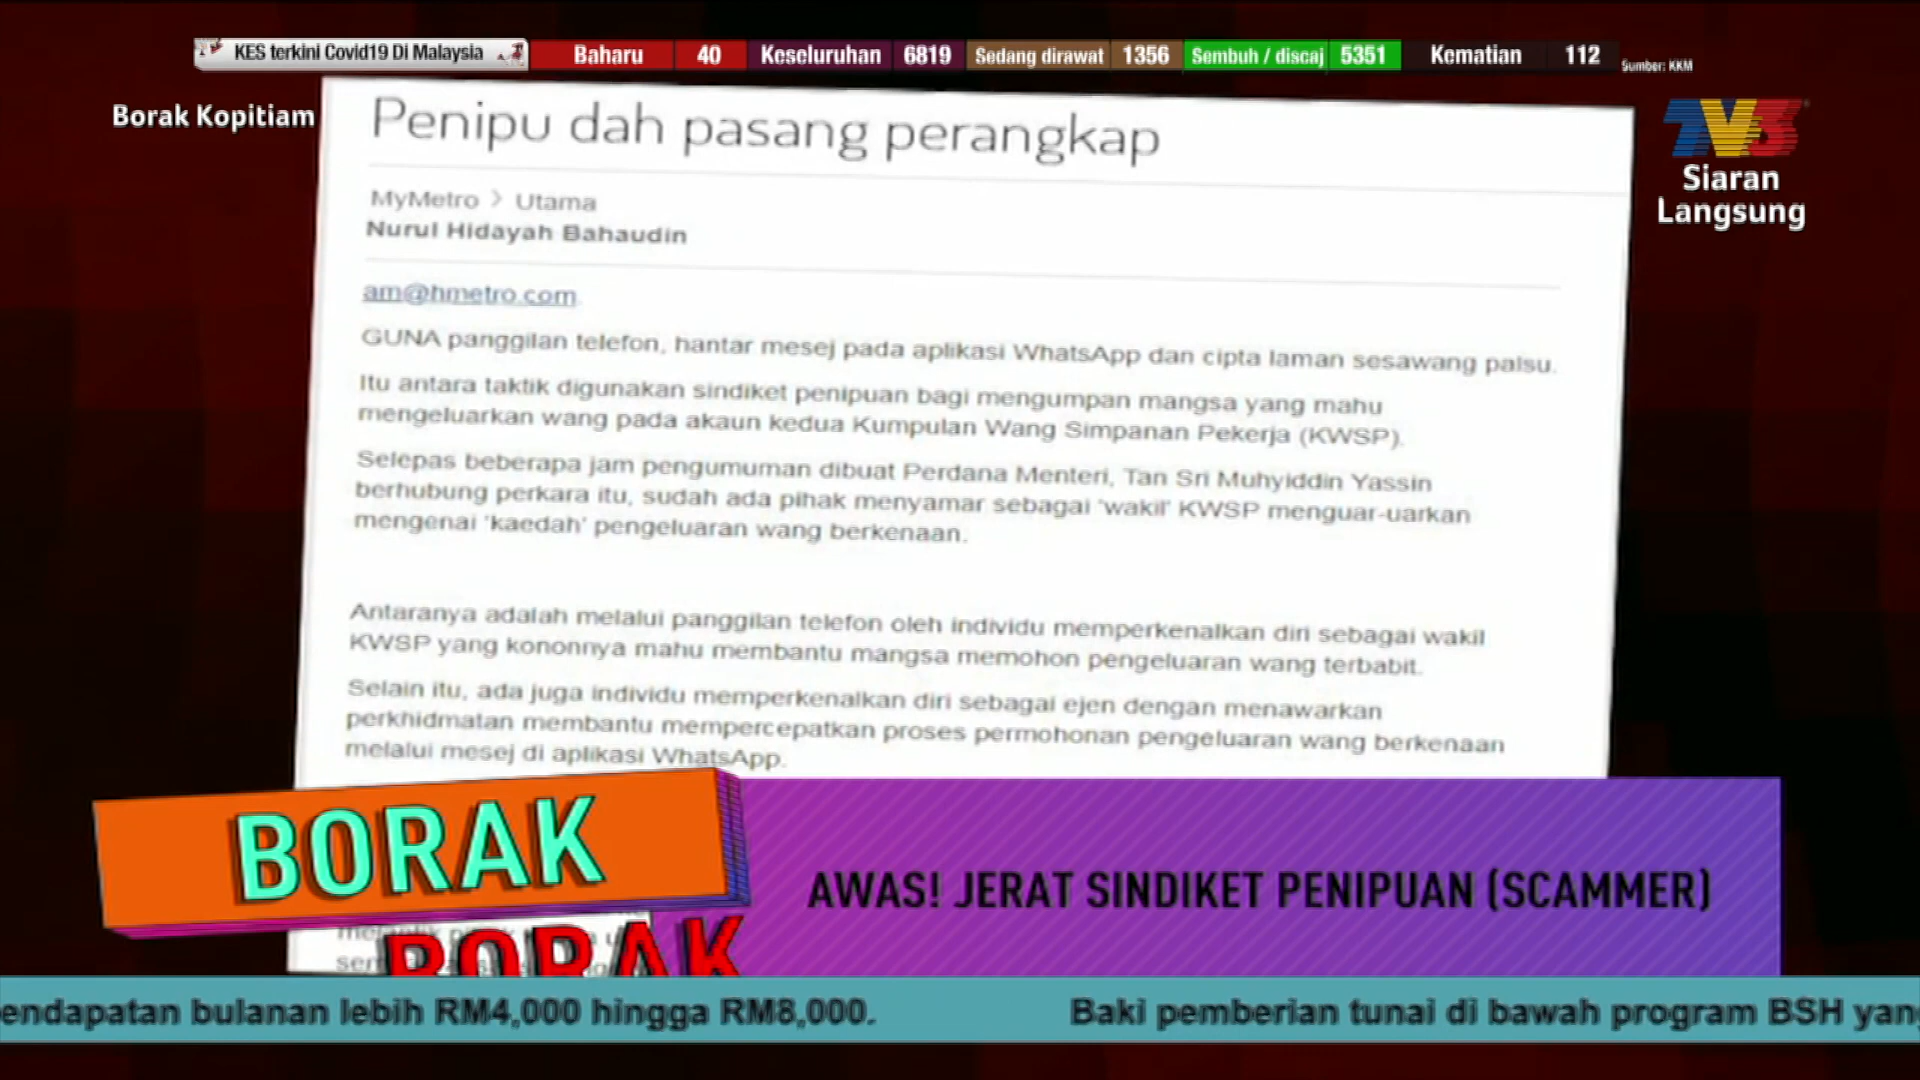 KES terkini Covid19 Di Malaysia Baharu 40 Keseluruhan 6819 Sedang dirawat 1356 Sembuh / discaj 5351 Kematian 112 Sumber: KKM
Borak Kopitiam
TV3
Siaran
Langsung
Penipu dah pasang perangkap
MyMetro > Utama
Nurul Hidayah Bahaudin
am@hmetro.com
GUNA panggilan telefon, hantar mesej pada aplikasi WhatsApp dan cipta laman sesawang palsu.
Itu antara taktik digunakan sindiket penipuan bagi mengumpan mangsa yang mahu
mengeluarkan wang pada akaun kedua Kumpulan Wang Simpanan Pekerja (KWSP).
Selepas beberapa jam pengumuman dibuat Perdana Menteri, Tan Sri Muhyiddin Yassin
berhubung perkara itu, sudah ada pihak menyamar sebagai 'wakil' KWSP menguar-uarkan
mengenai 'kaedah' pengeluaran wang berkenaan.
Antaranya adalah melalui panggilan telefon oleh individu memperkenalkan diri sebagai wakil
KWSP yang kononnya mahu membantu mangsa memohon pengeluaran wang terbabit.
Selain itu, ada juga individu memperkenalkan diri sebagai ejen dengan menawarkan
perkhidmatan membantu mempercepatkan proses permohonan pengeluaran wang berkenaan
melalui mesej di aplikasi WhatsApp.
BORAK
BORAK
AWAS! JERAT SINDIKET PENIPUAN (SCAMMER)
endapatan bulanan lebih RM4,000 hingga RM8,000. Baki pemberian tunai di bawah program BSH yang